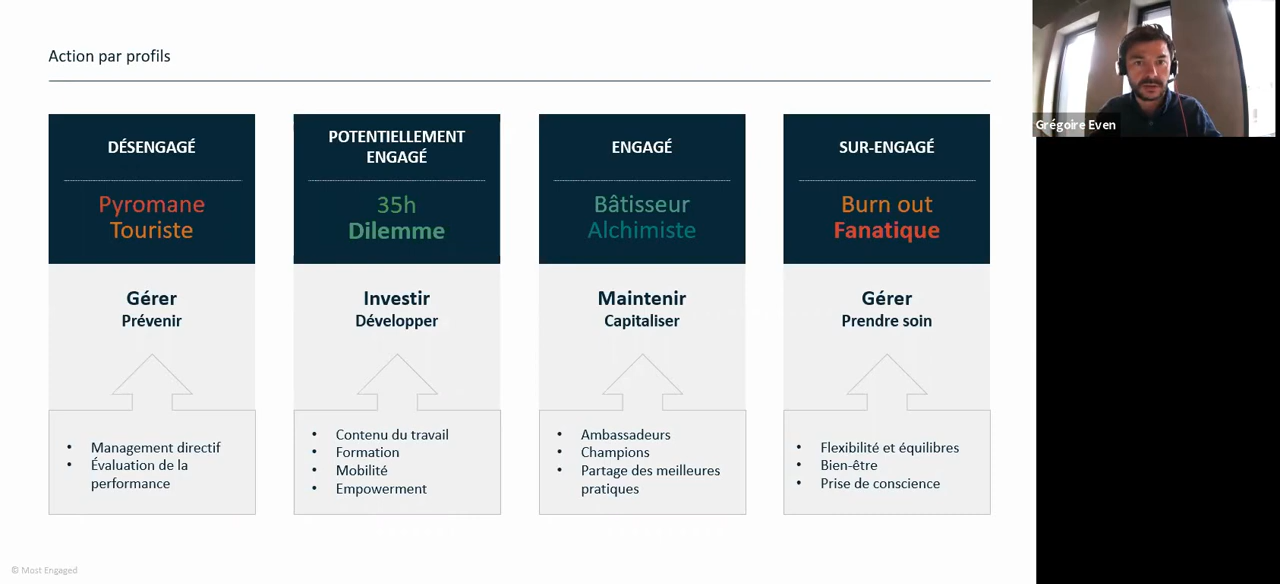 Action par profils
Grégoire Even
DÉSENGAGÉ
Pyromane
Touriste
Gérer
Prévenir
• Management directif
• Évaluation de la
performance
POTENTIELLEMENT
ENGAGÉ
35h
Dilemme
Investir
Développer
• Contenu du travail
• Formation
• Mobilité
• Empowerment
ENGAGÉ
Bâtisseur
Alchimiste
Maintenir
Capitaliser
• Ambassadeurs
• Champions
• Partage des meilleures
pratiques
SUR-ENGAGÉ
Burn out
Fanatique
Gérer
Prendre soin
• Flexibilité et équilibres
• Bien-être
• Prise de conscience
© Most Engaged